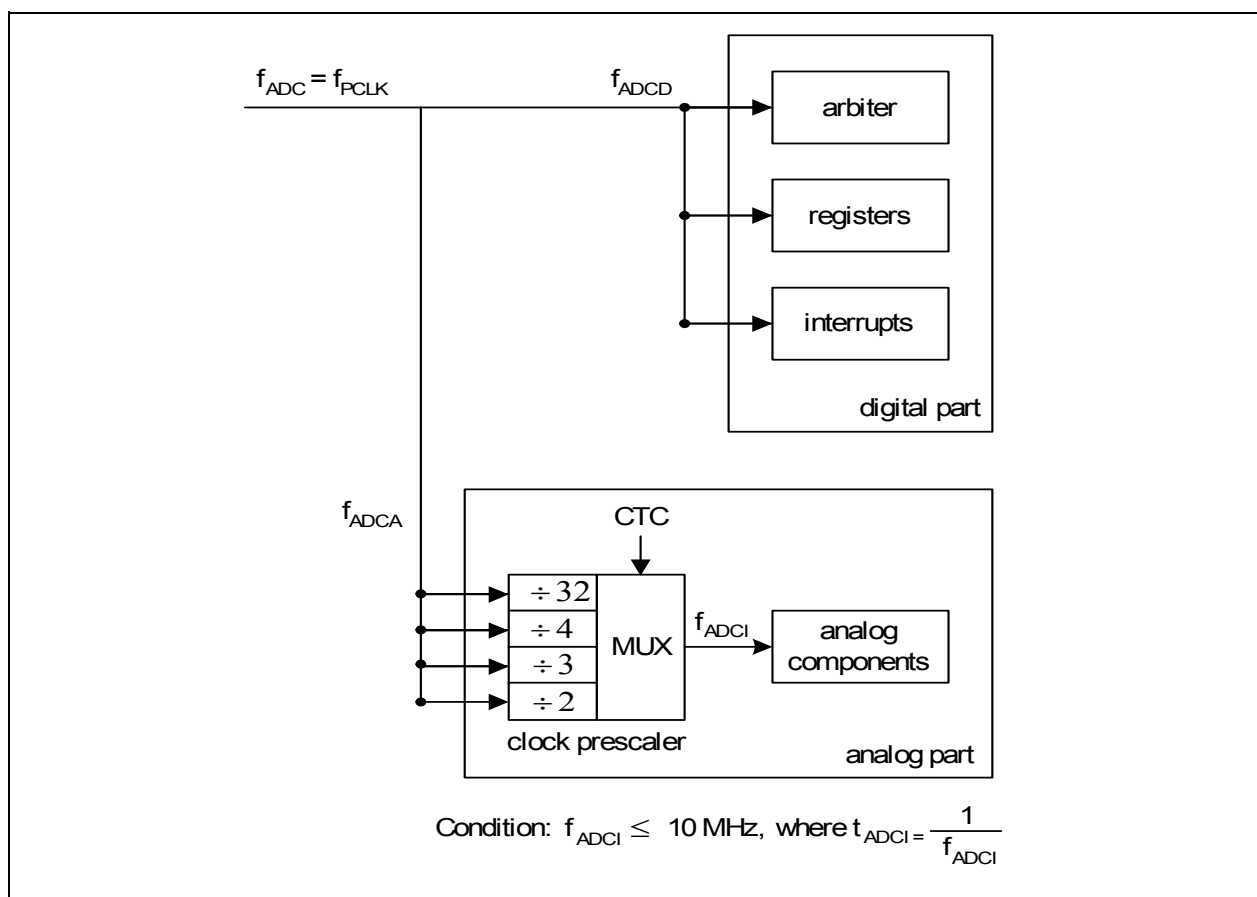 fADC = fPCLK
fADCD
arbiter
registers
interrupts
digital part
fADCA
CTC
÷ 32
÷ 4
÷ 3
÷ 2
MUX
fADCI
analog
components
clock prescaler
analog part
Condition: fADCI ≤ 10 MHz, where tADCI = 1
fADCI